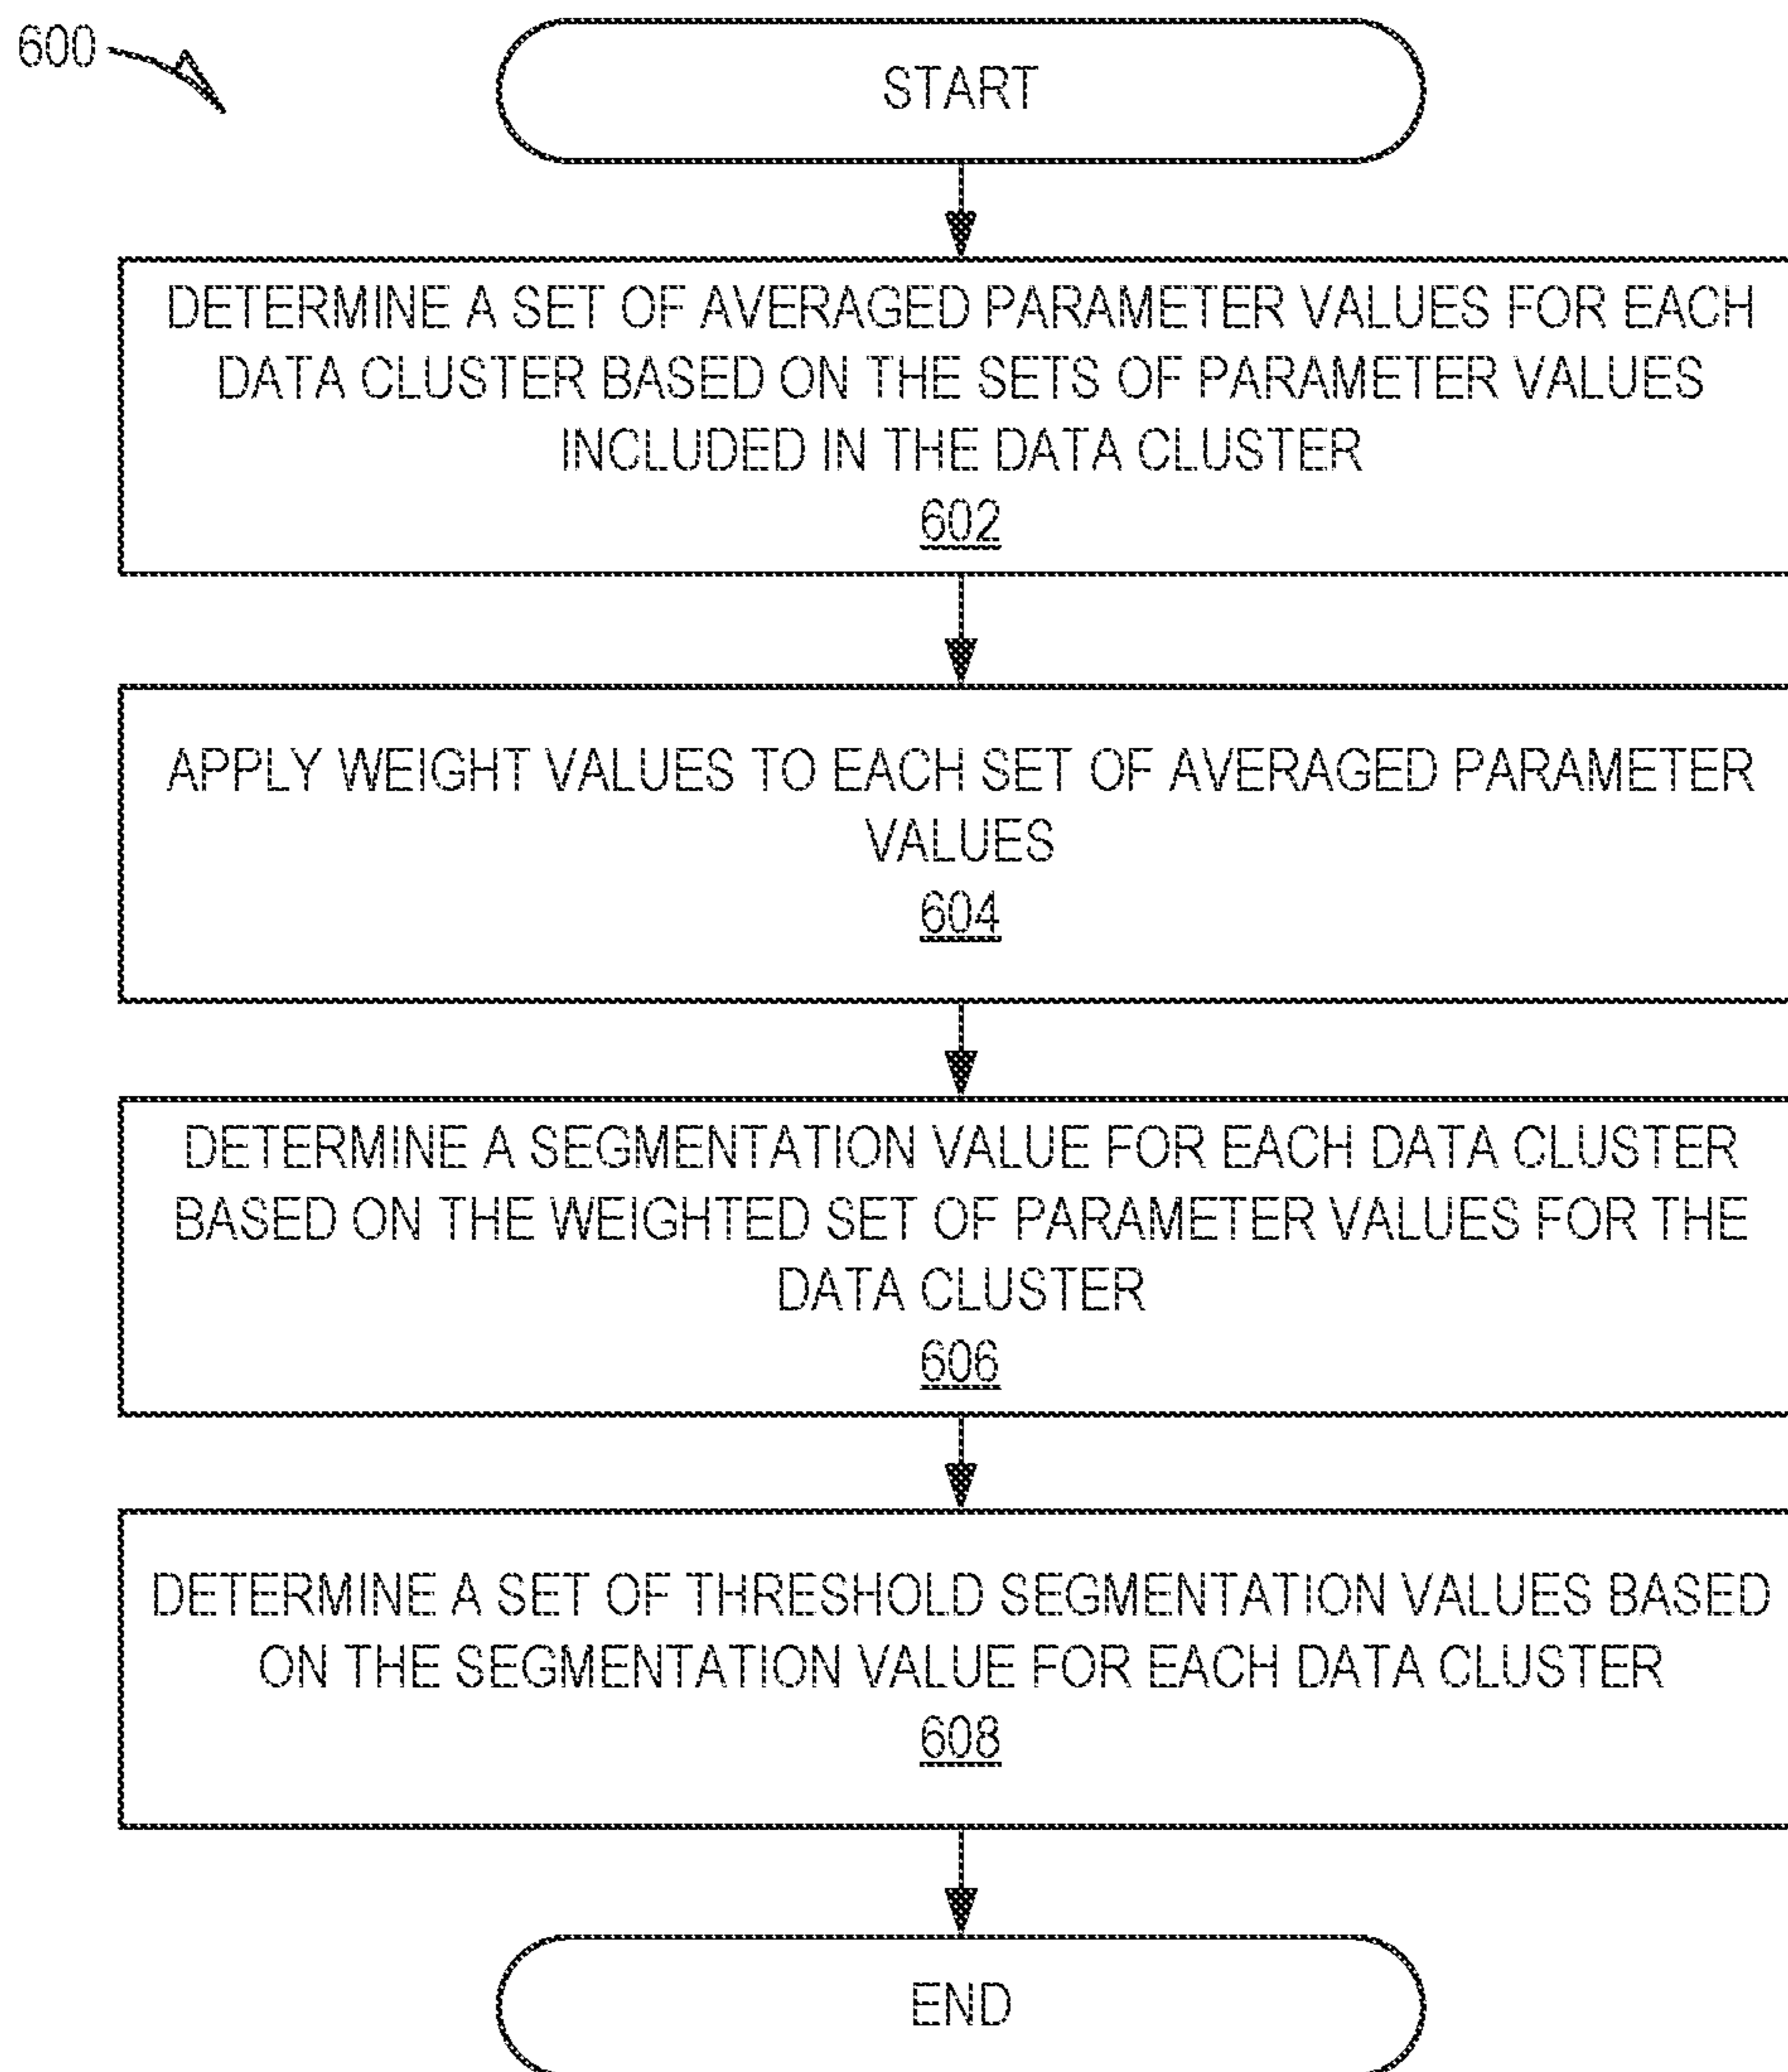 600
START
DETERMINE A SET OF AVERAGED PARAMETER VALUES FOR EACH
DATA CLUSTER BASED ON THE SETS OF PARAMETER VALUES
INCLUDED IN THE DATA CLUSTER
602
APPLY WEIGHT VALUES TO EACH SET OF AVERAGED PARAMETER
VALUES
604
DETERMINE A SEGMENTATION VALUE FOR EACH DATA CLUSTER
BASED ON THE WEIGHTED SET OF PARAMETER VALUES FOR THE
DATA CLUSTER
606
DETERMINE A SET OF THRESHOLD SEGMENTATION VALUES BASED
ON THE SEGMENTATION VALUE FOR EACH DATA CLUSTER
608
END